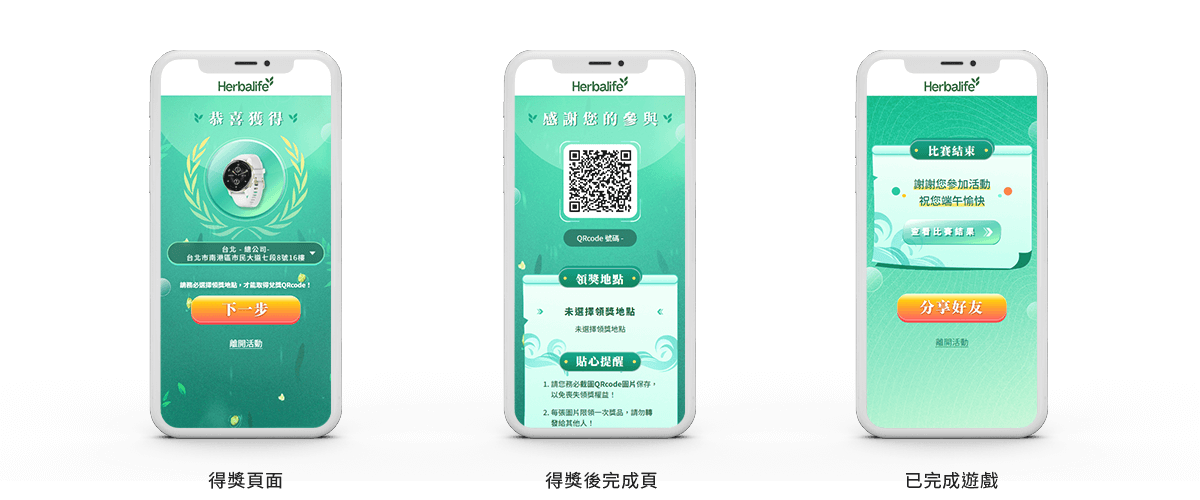 Herbalife
恭喜獲得
台北 - 總公司-
台北市南港區市民大道七段8號16樓
請務必選擇領獎地點，才能取得兌獎QRcode！
下一步
離開活動
得獎頁面
Herbalife
感謝您的參與
QRcode 號碼 -
領獎地點
未選擇領獎地點
未選擇領獎地點
貼心提醒
1. 請您務必截圖QRcode圖片保存，
以免喪失領獎權益！
2. 每張圖片限領一次獎品，請勿轉
發給其他人！
得獎後完成頁
Herbalife
比賽結束
謝謝您參加活動
祝您端午愉快
查看比賽結果
分享好友
離開活動
已完成遊戲